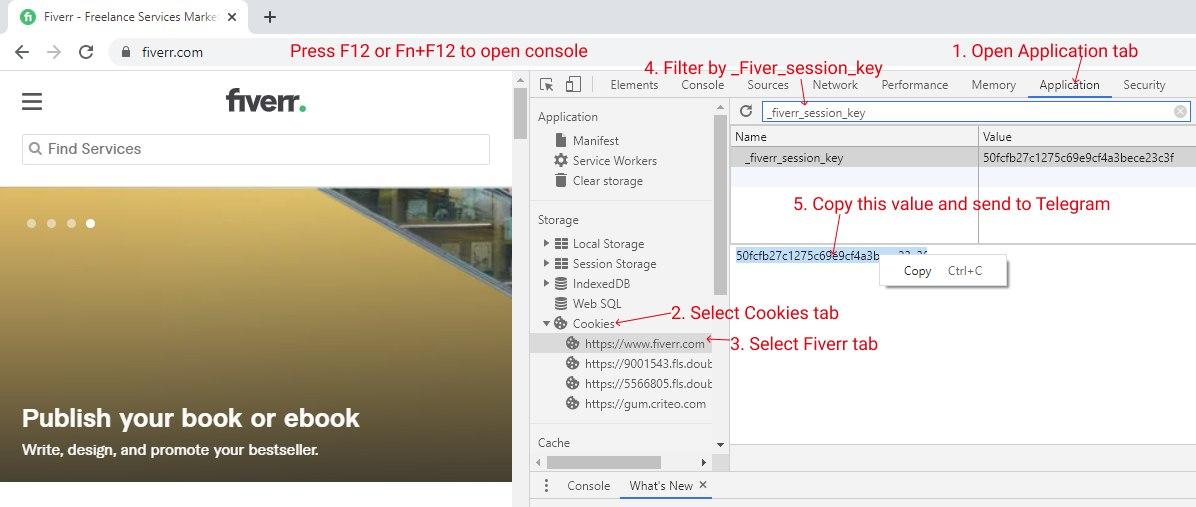 Fiverr - Freelance Services Marke
fiverr.com
Press F12 or Fn+F12 to open console
1. Open Application tab
4. Filter by _Fiver_session_key
Elements Console Sources Network Performance Memory Application Security
fiverr.
Find Services
Application
Manifest
Service Workers
Clear storage
Storage
Local Storage
Session Storage
IndexedDB
Web SQL
Cookies
https://www.fiverr.com
https://9001543.fls.doub
https://5566805.fls.doub
https://gum.criteo.com
Cache
_fiverr_session_key
Name Value
_fiverr_session_key 50fcfb27c1275c69e9cf4a3bece23c3f
5. Copy this value and send to Telegram
Copy Ctrl+C
2. Select Cookies tab
3. Select Fiverr tab
Publish your book or ebook
Write, design, and promote your bestseller.
Console What's New